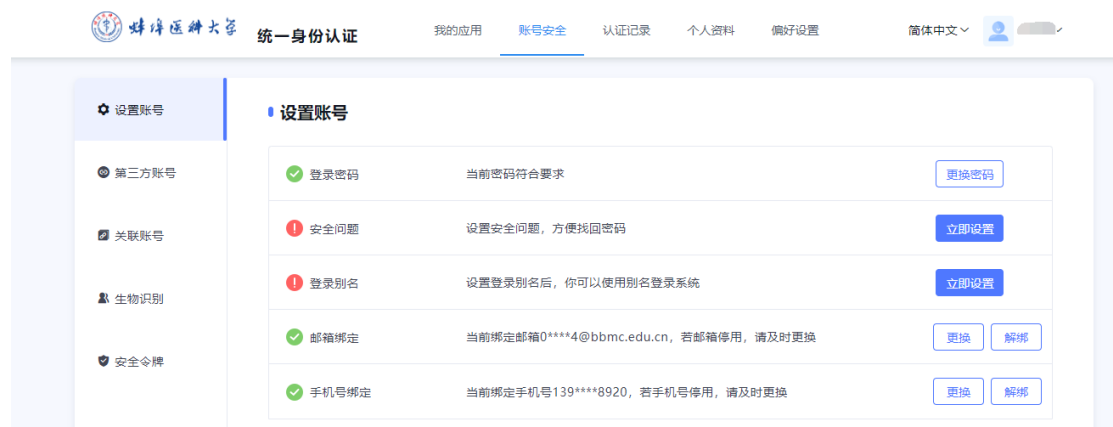 蚌埠医科大学 统一身份认证 我的应用 账号安全 认证记录 个人资料 偏好设置 简体中文
设置账号
第三方账号
关联账号
生物识别
安全令牌
设置账号
登录密码 当前密码符合要求 更换密码
安全问题 设置安全问题，方便找回密码 立即设置
登录别名 设置登录别名后，你可以使用别名登录系统 立即设置
邮箱绑定 当前绑定邮箱0****4@bbmc.edu.cn，若邮箱停用，请及时更换 更换 解绑
手机号绑定 当前绑定手机号139****8920，若手机号停用，请及时更换 更换 解绑